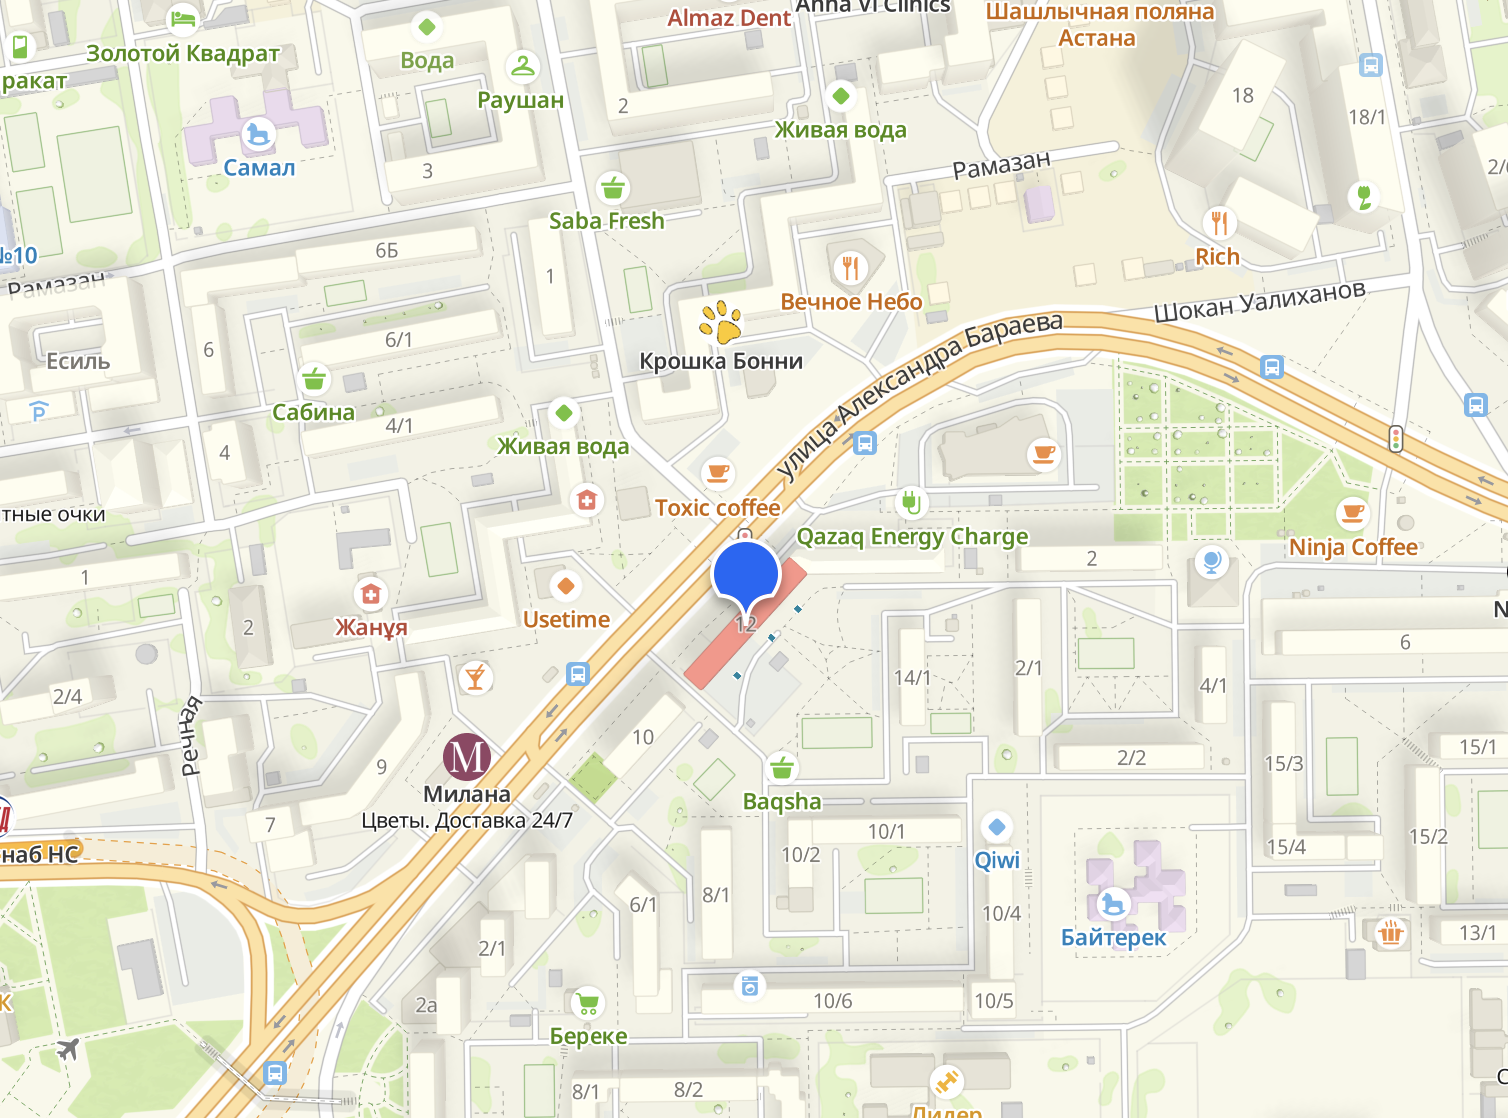 Золотой Квадрат
ракат
Вода
Раушан
Almaz Dent
Anna Vi Clinics
Шашлычная поляна
Астана
2
Живая вода
18
18/1
Самал
3
Рамазан
Saba Fresh
№10
6Б
Рамазан
1
Rich
Вечное Небо
Шокан Уалиханов
6
6/1
Есиль
Крошка Бонни
улица Александра Бараева
P
Сабина
4/1
4
Живая вода
Toxic coffee
тные очки
Qazaq Energy Charge
Ninja Coffee
2
1
Жанұя
Usetime
12
2
6
14/1
2/1
4/1
2/4
Речная
10
9
2/2
15/3
15/1
M
Милана
Цветы. Доставка 24/7
Baqsha
7
10/1
10/2
Qiwi
15/4
15/2
наб НС
8/1
6/1
10/4
Байтерек
13/1
2/1
2а
10/6
10/5
Береке
8/1
8/2
Лидер